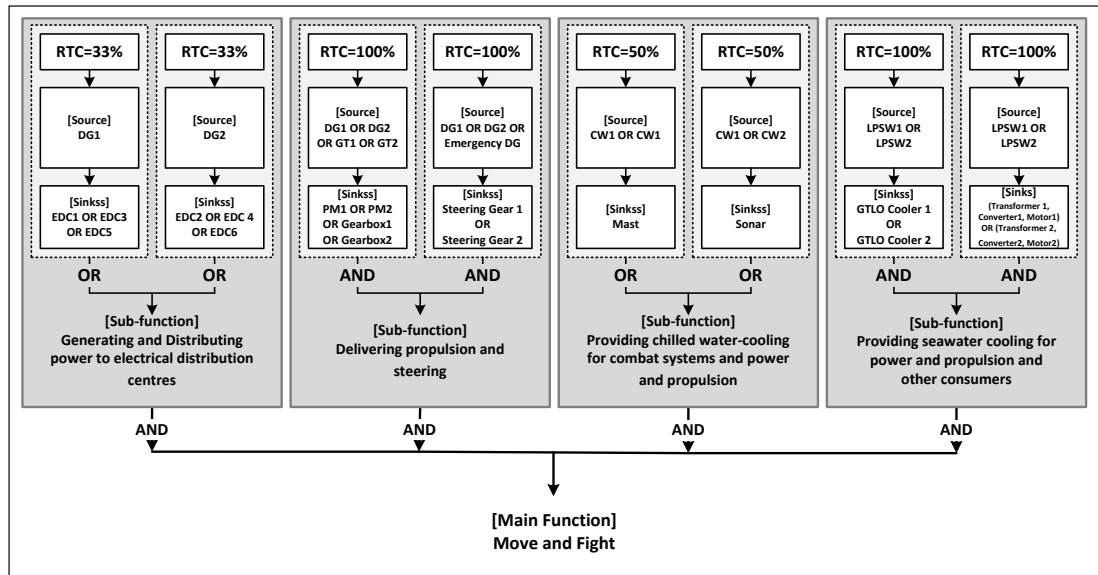 RTC=33%
[Source]
DG1
[Sinkss]
EDC1 OR EDC3
OR EDC5
OR
RTC=33%
[Source]
DG2
[Sinkss]
EDC2 OR EDC 4
OR EDC6
OR
[Sub-function]
Generating and Distributing
power to electrical distribution
centres
AND
RTC=100%
[Source]
DG1 OR DG2
OR GT1 OR GT2
[Sinkss]
PM1 OR PM2
OR Gearbox1
OR Gearbox2
AND
RTC=100%
[Source]
DG1 OR DG2 OR
Emergency DG
[Sinkss]
Steering Gear 1
OR
Steering Gear 2
AND
[Sub-function]
Delivering propulsion and
steering
AND
RTC=50%
[Source]
CW1 OR CW1
[Sinkss]
Mast
OR
RTC=50%
[Source]
CW1 OR CW2
[Sinkss]
Sonar
OR
[Sub-function]
Providing chilled water-cooling
for combat systems and power
and propulsion
AND
RTC=100%
[Source]
LPSW1 OR
LPSW2
[Sinkss]
GTLO Cooler 1
OR
GTLO Cooler 2
AND
RTC=100%
[Source]
LPSW1 OR
LPSW2
[Sinks]
(Transformer 1,
Converter1, Motor1)
OR (Transformer 2,
Converter2, Motor2)
AND
[Sub-function]
Providing seawater cooling for
power and propulsion and
other consumers
AND
[Main Function]
Move and Fight